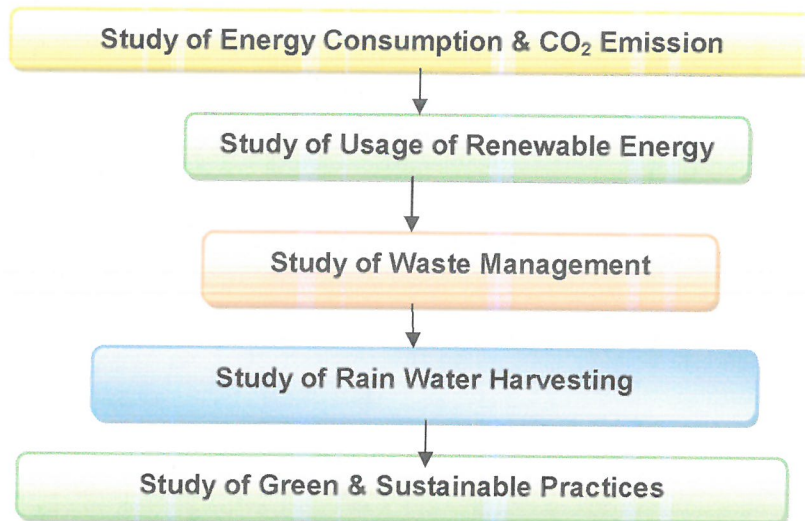 Study of Energy Consumption & CO₂ Emission
Study of Usage of Renewable Energy
Study of Waste Management
Study of Rain Water Harvesting
Study of Green & Sustainable Practices